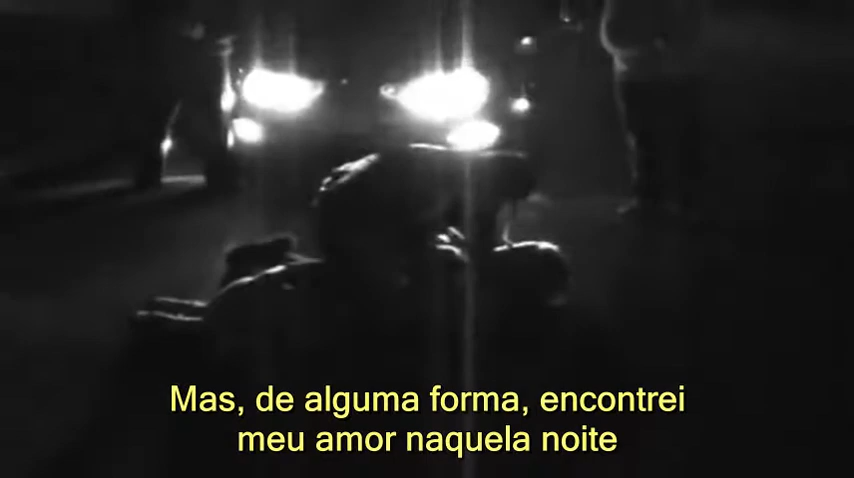 Mas, de alguma forma, encontrei
meu amor naquela noite